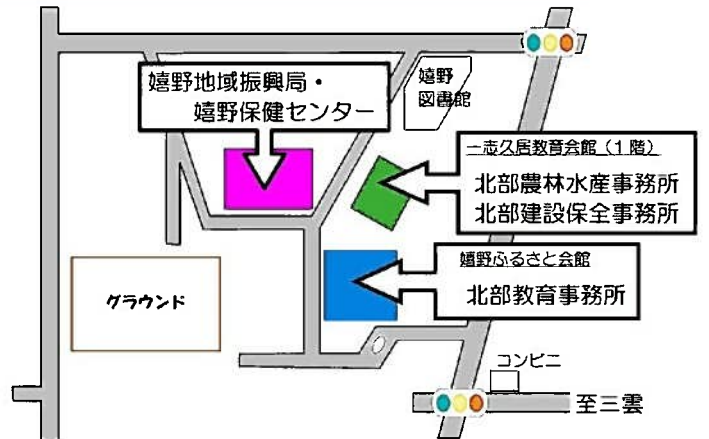 嬉野地域振興局・
嬉野保健センター
嬉野
図書館
一志久居教育会館（1階）
北部農林水産事務所
北部建設保全事務所
嬉野ふるさと会館
北部教育事務所
グラウンド
コンビニ
至三雲